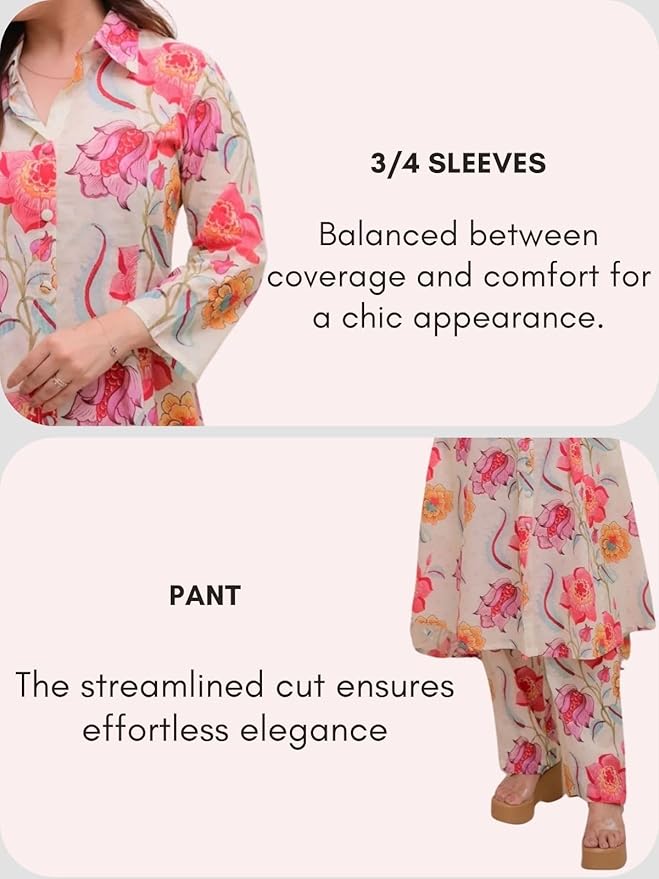 3/4 SLEEVES
Balanced between
coverage and comfort for
a chic appearance.
PANT
The streamlined cut ensures
effortless elegance